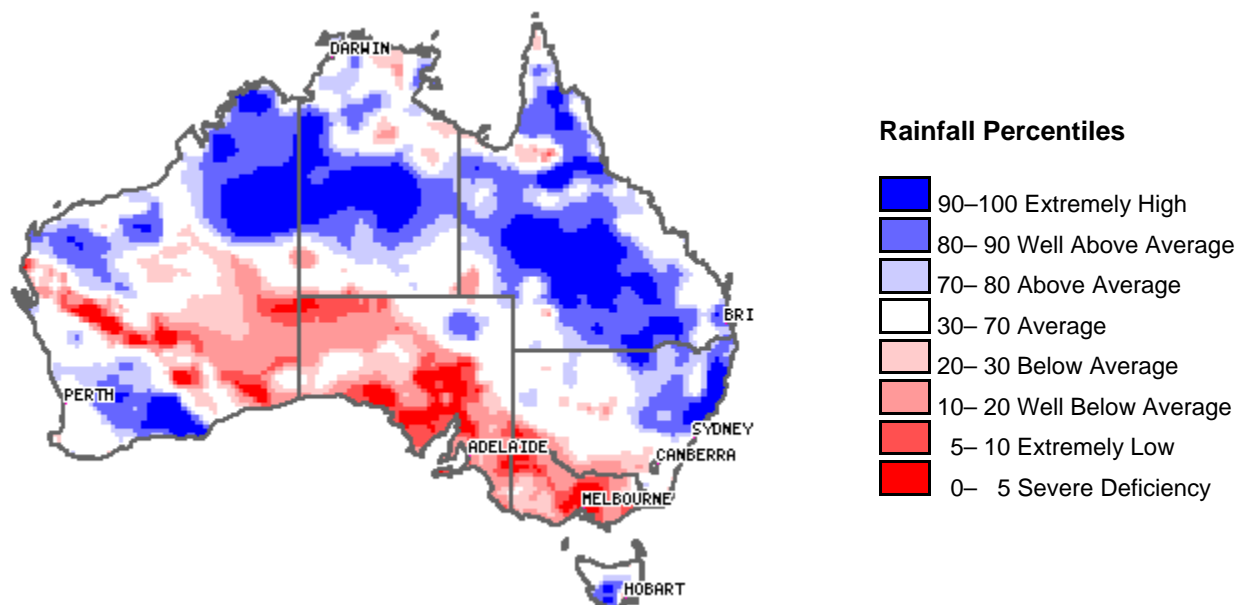 DARWIN
BRI
PERTH
SYDNEY
ADELAIDE
CANBERRA
MELBOURNE
HOBART
Rainfall Percentiles
90–100 Extremely High
80– 90 Well Above Average
70– 80 Above Average
30– 70 Average
20– 30 Below Average
10– 20 Well Below Average
5– 10 Extremely Low
0– 5 Severe Deficiency